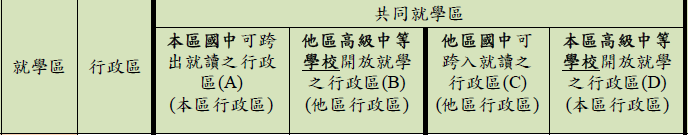 共同就學區
就學區
行政區
本區國中可跨
出就讀之行政
區(A)
(本區行政區)
他區高級中等
學校開放就學
之行政區(B)
(他區行政區)
他區國中可
跨入就讀之
行政區(C)
(他區行政區)
本區高級中等
學校開放就學
之行政區(D)
(本區行政區)